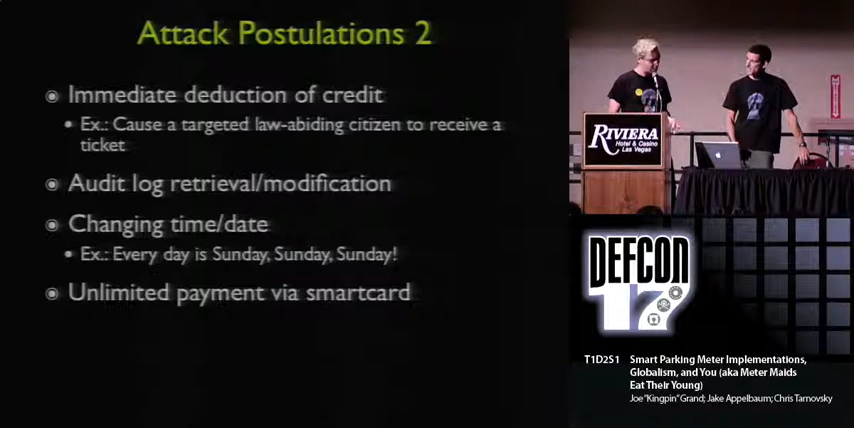 Attack Postulations 2
Immediate deduction of credit
Ex.: Cause a targeted law-abiding citizen to receive a
ticket
Audit log retrieval/modification
Changing time/date
Ex.: Every day is Sunday, Sunday, Sunday!
Unlimited payment via smartcard
RIVIERA
Hotel & Casino
Las Vegas
DEFCON
17
T1D2S1 Smart Parking Meter Implementations,
Globalism, and You (aka Meter Maids
Eat Their Young)
Joe "Kingpin" Grand; Jake Appelbaum; Chris Tarnovsky